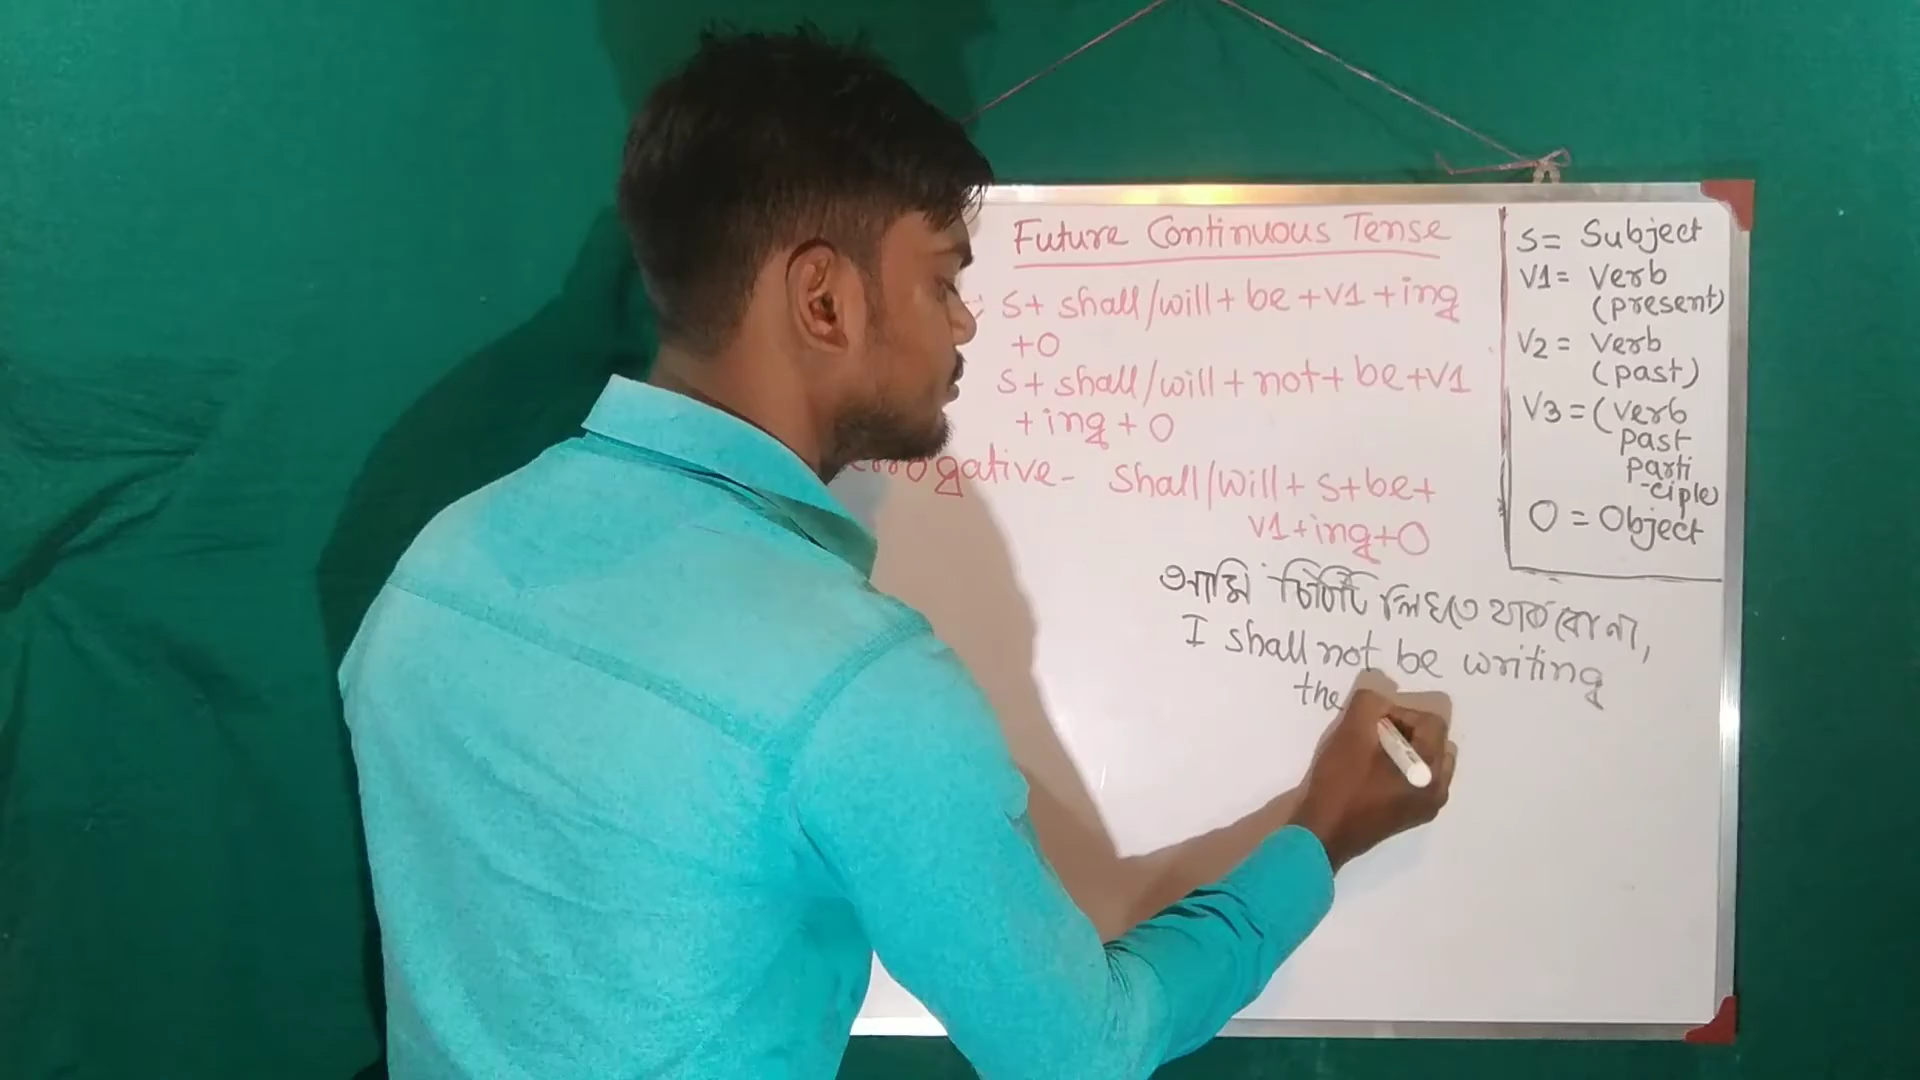 Future Continuous Tense
S+ shall/will+ be +V1 +ing
+O
S+ shall/will + not+ be+V1
+ing+O
rrogative- Shall/will+ S+be+
V1+ing+O
আমি চিঠি লিখতে থাকবো না,
I shall not be writing
the
S= Subject
V1= Verb
(present)
V2= Verb
(past)
V3=(Verb
past
parti
-ciple)
O = Object